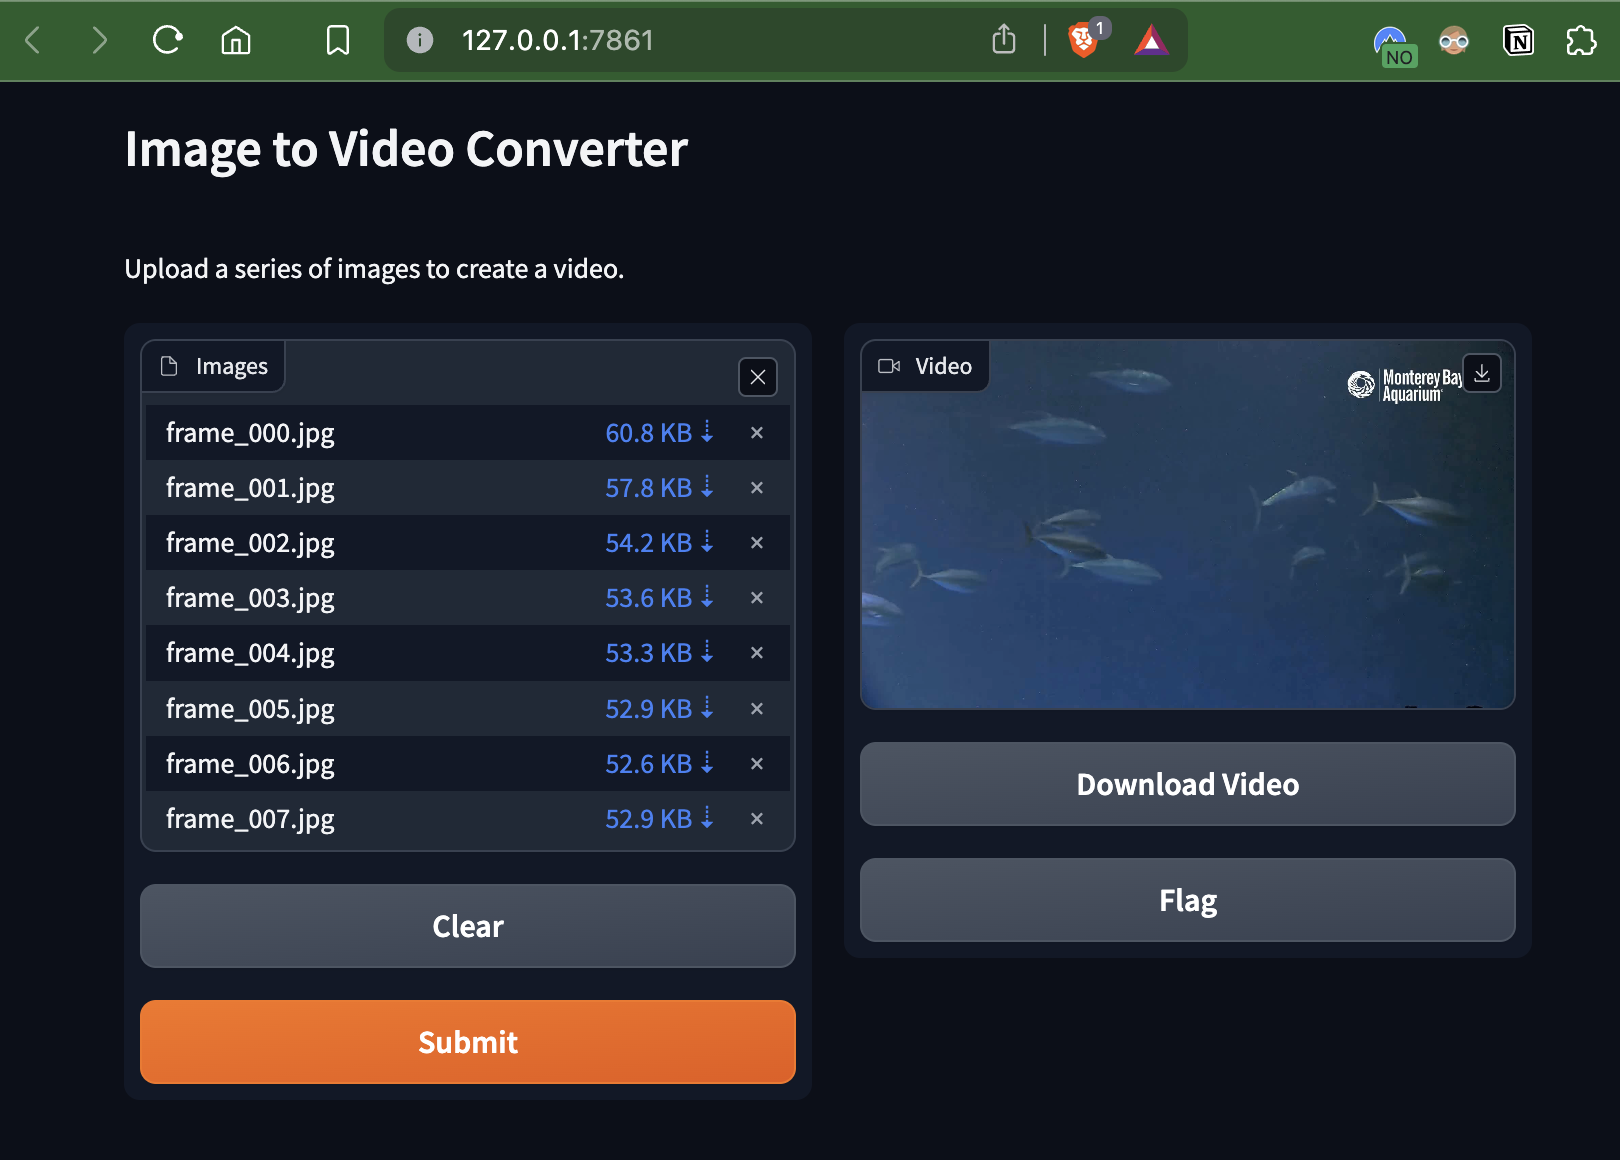 127.0.0.1:7861
1
NO
N
Image to Video Converter
Upload a series of images to create a video.
Images
frame_000.jpg 60.8 KB ⇣ ×
frame_001.jpg 57.8 KB ⇣ ×
frame_002.jpg 54.2 KB ⇣ ×
frame_003.jpg 53.6 KB ⇣ ×
frame_004.jpg 53.3 KB ⇣ ×
frame_005.jpg 52.9 KB ⇣ ×
frame_006.jpg 52.6 KB ⇣ ×
frame_007.jpg 52.9 KB ⇣ ×
Clear
Submit
Video
Monterey Bay
Aquarium
Download Video
Flag